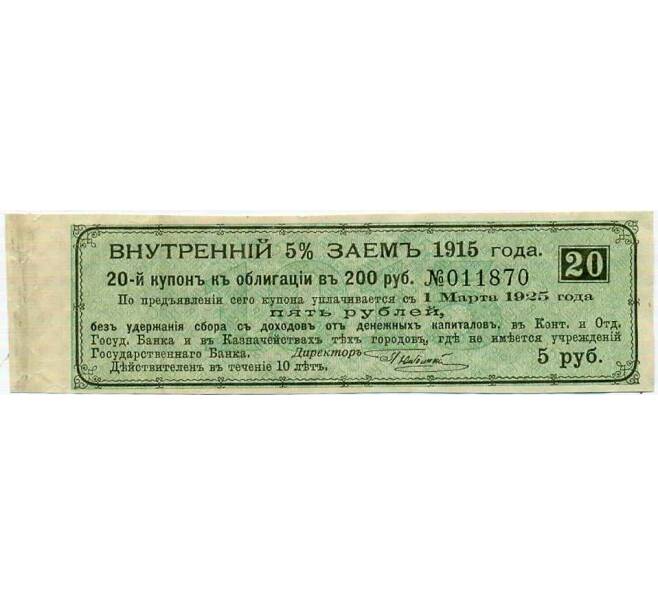 ВНУТРЕННІЙ 5% ЗАЕМЪ 1915 года.
20
20-й купонъ къ облигаціи въ 200 руб. №011870
По предъявленіи сего купона уплачивается съ 1 Марта 1925 года
пять рублей,
безъ удержанія сбора съ доходовъ отъ денежныхъ капиталовъ, въ Конт. и Отд.
Госуд. Банка и въ Казначействахъ тѣхъ городовъ, гдѣ не имѣется учрежденій
Государственнаго Банка. Директоръ
5 руб.
Дѣйствителенъ въ теченіе 10 лѣтъ.